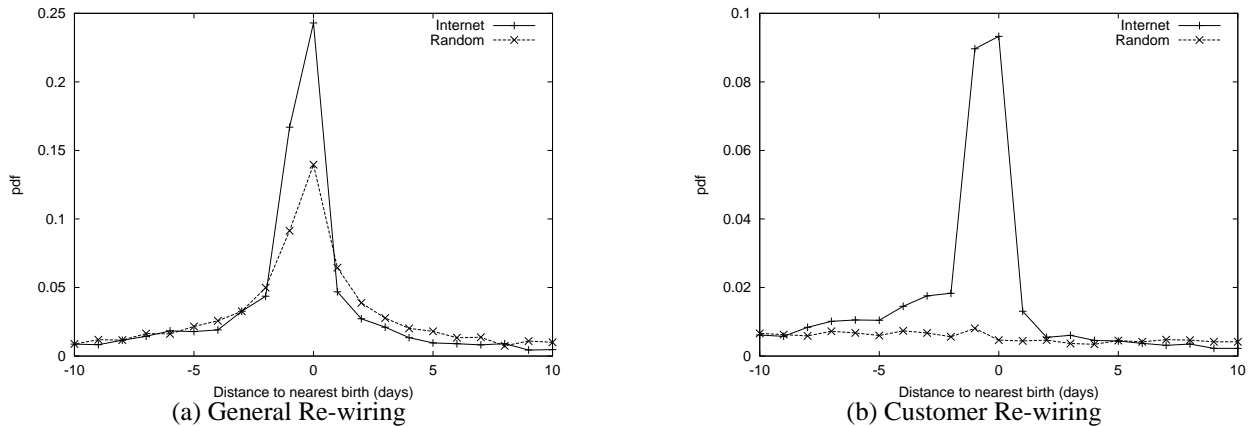 0.25
0.2
0.15
0.1
0.05
0
pdf
-10 -5 0 5 10
Distance to nearest birth (days)
Internet
Random
(a) General Re-wiring
0.1
0.08
0.06
0.04
0.02
0
pdf
-10 -5 0 5 10
Distance to nearest birth (days)
Internet
Random
(b) Customer Re-wiring